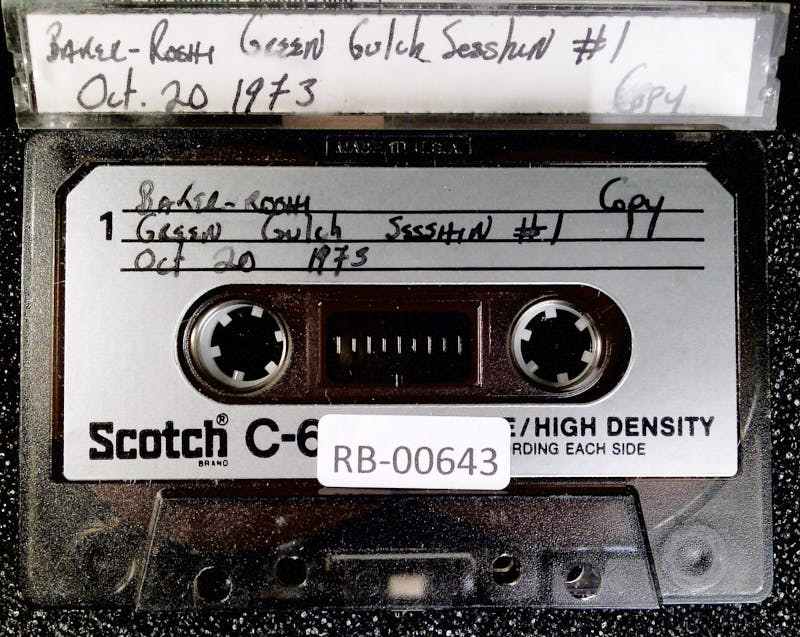 BAKER-ROSHI GREEN GULCH SESSHIN #1
Oct. 20 1973 Copy
MADE IN U.S.A.
BAKER-ROSHI Copy
1 GREEN GULCH SESSHIN #1
Oct 20 1973
Scotch® BRAND C-6 E/HIGH DENSITY
RDING EACH SIDE
RB-00643